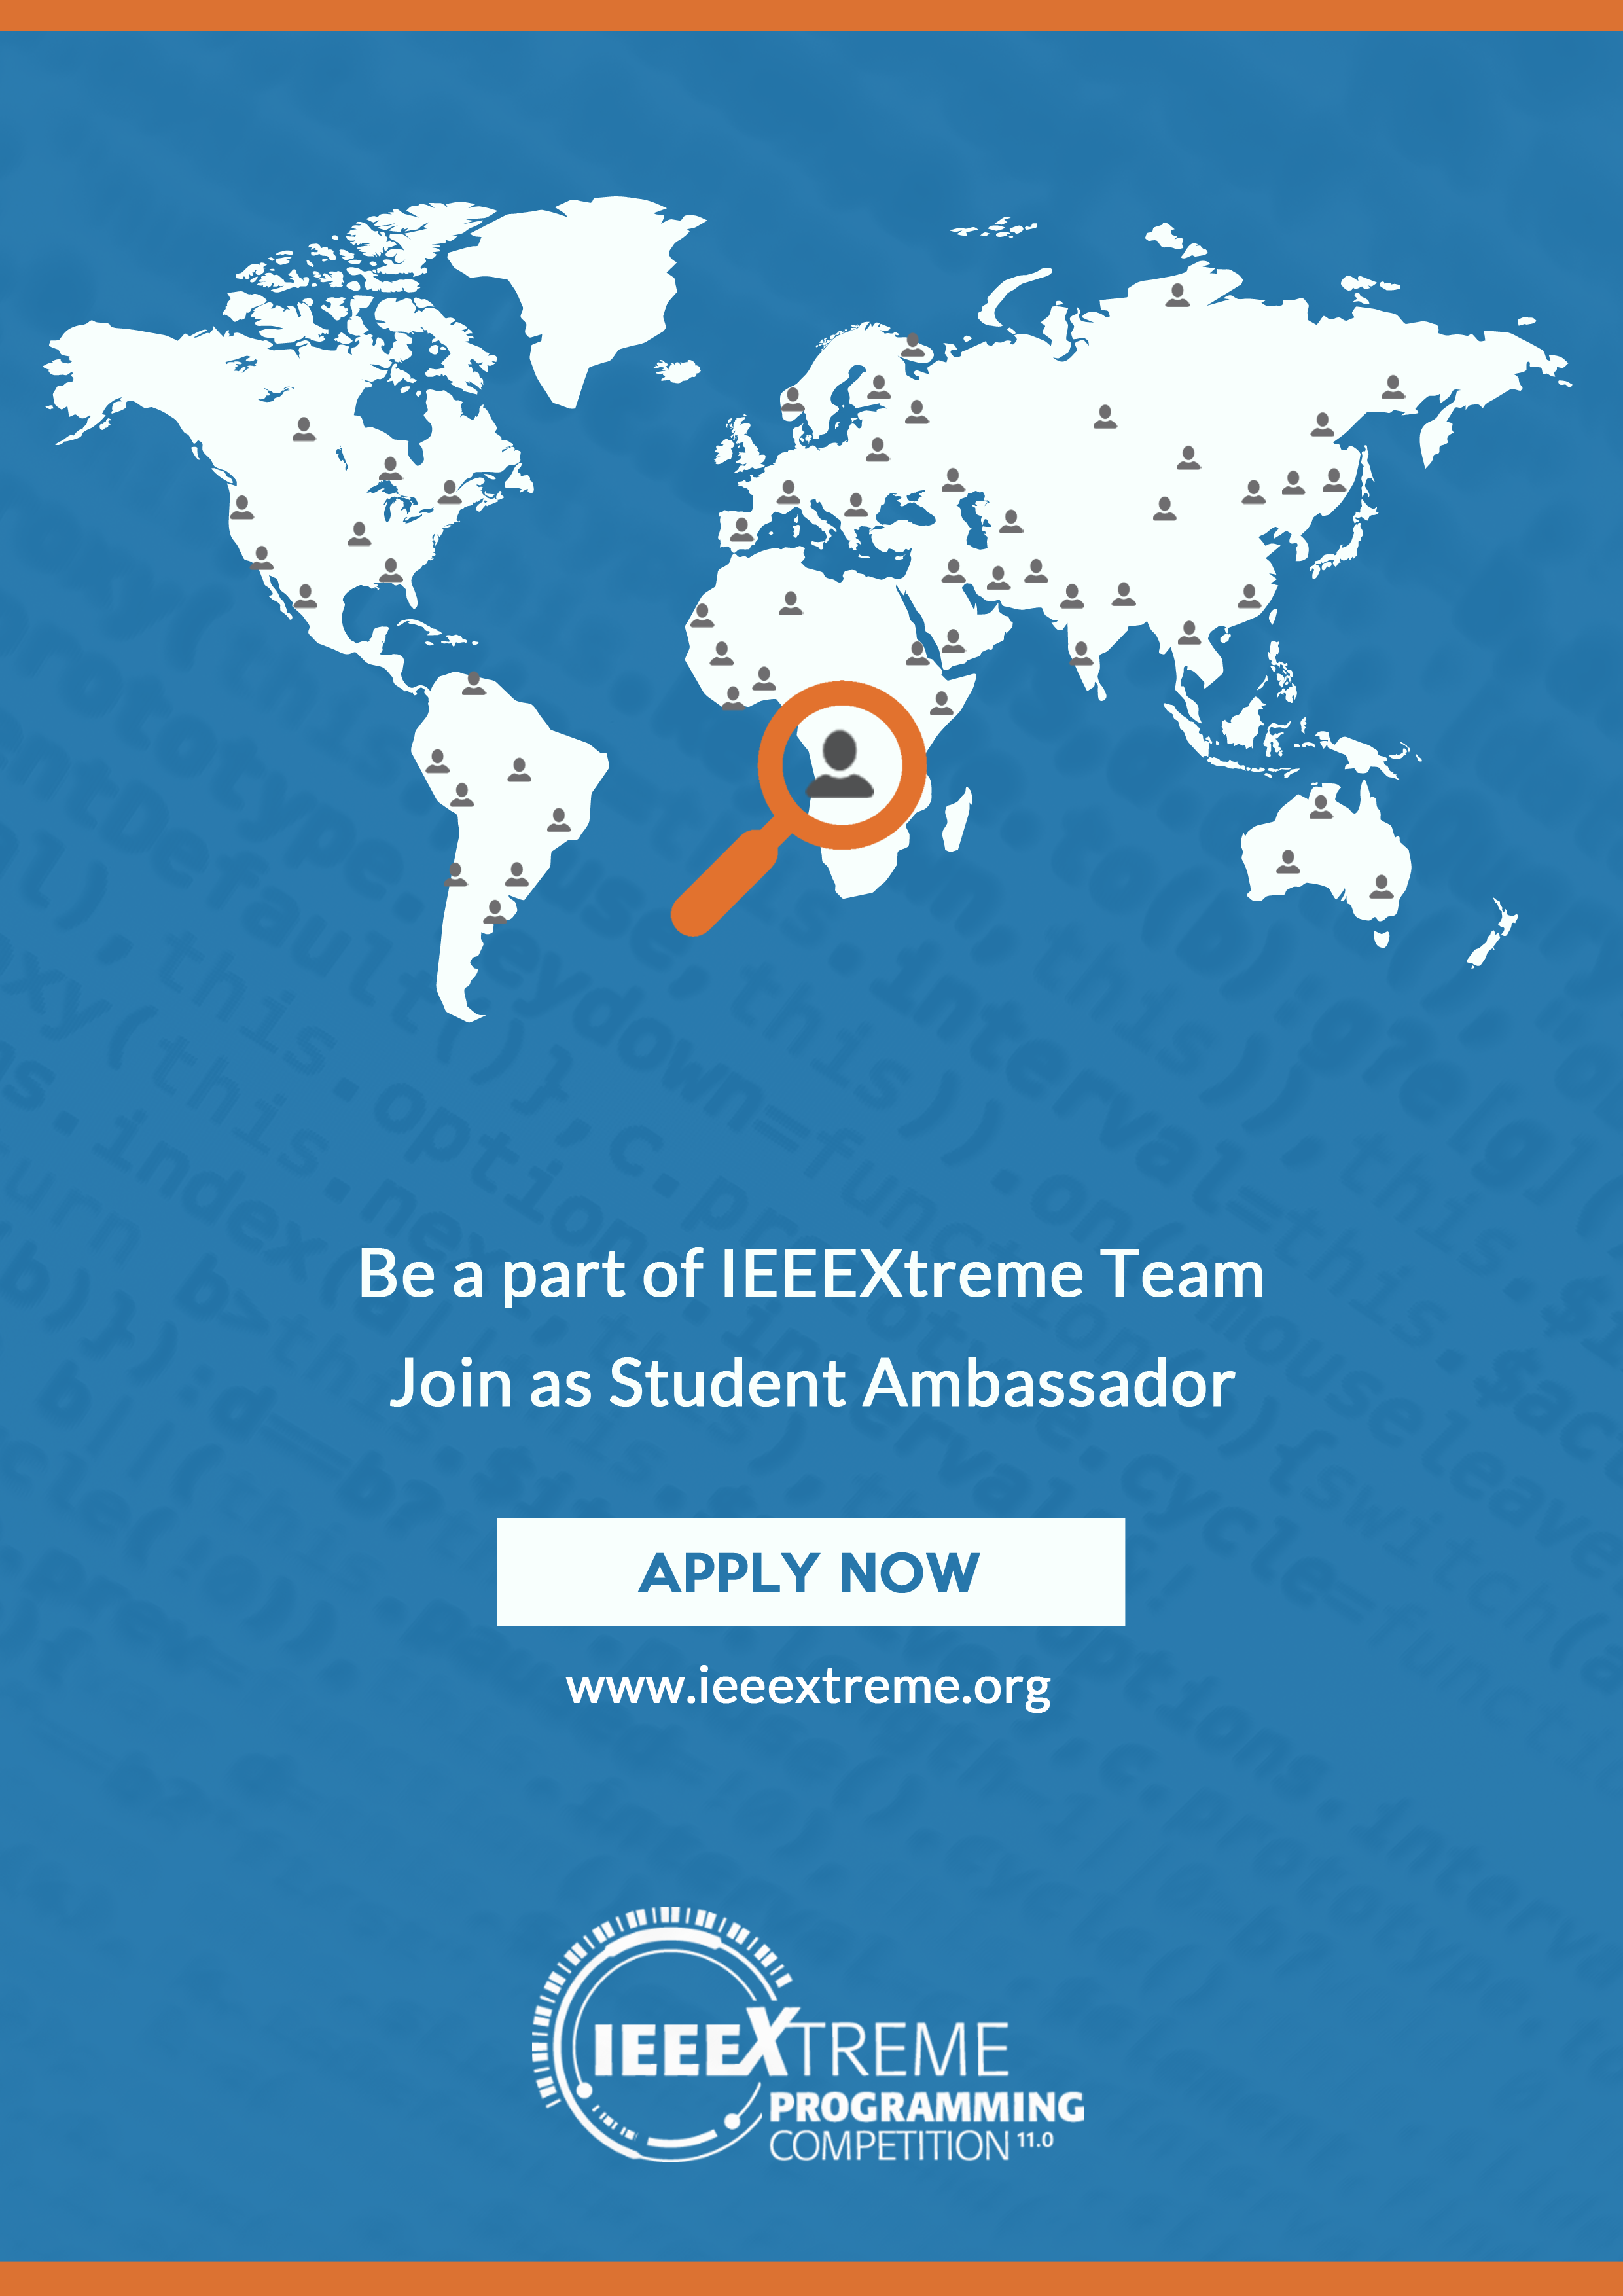 Be a part of IEEEXtreme Team
Join as Student Ambassador
APPLY NOW
www.ieeextreme.org
IEEEXTREME
PROGRAMMING
COMPETITION 11.0